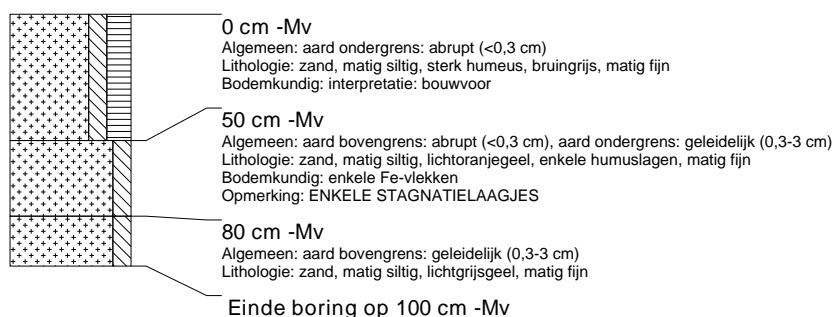 0 cm -Mv
Algemeen: aard ondergrens: abrupt (<0,3 cm)
Lithologie: zand, matig siltig, sterk humeus, bruingrijs, matig fijn
Bodemkundig: interpretatie: bouwvoor
50 cm -Mv
Algemeen: aard bovengrens: abrupt (<0,3 cm), aard ondergrens: geleidelijk (0,3-3 cm)
Lithologie: zand, matig siltig, lichtoranjegeel, enkele humuslagen, matig fijn
Bodemkundig: enkele Fe-vlekken
Opmerking: ENKELE STAGNATIELAAGJES
80 cm -Mv
Algemeen: aard bovengrens: geleidelijk (0,3-3 cm)
Lithologie: zand, matig siltig, lichtgrijsgeel, matig fijn
Einde boring op 100 cm -Mv